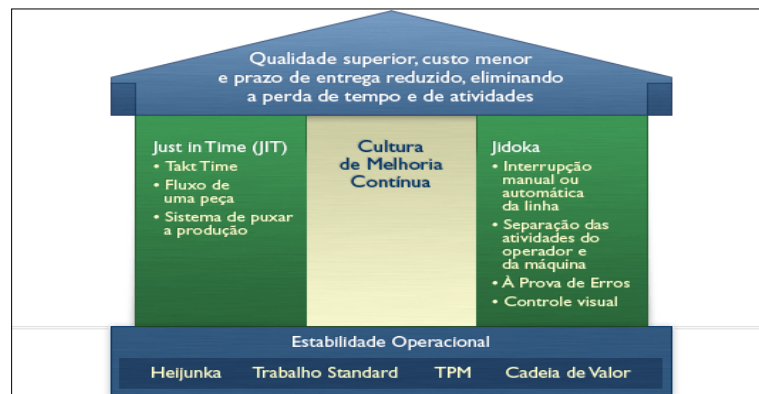 Qualidade superior, custo menor
e prazo de entrega reduzido, eliminando
a perda de tempo e de atividades
Just in Time (JIT)
• Takt Time
• Fluxo de
uma peça
• Sistema de puxar
a produção
Cultura
de Melhoria
Contínua
Jidoka
• Interrupção
manual ou
automática
da linha
• Separação das
atividades do
operador e
da máquina
• À Prova de Erros
• Controle visual
Estabilidade Operacional
Heijunka Trabalho Standard TPM Cadeia de Valor